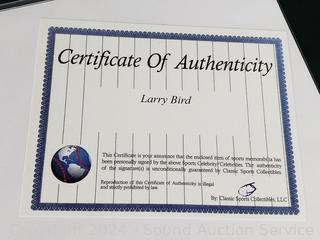 Certificate Of Authenticity
Larry Bird
This Certificate is your assurance that the enclosed item of sports memorabilia has
been personally signed by the above Sports Celebrity/Celebrities. The authenticity
of the signature(s) is unconditionally guaranteed by Classic Sports Collectibles
Reproduction of this Certificate of Authenticity is illegal
and strictly prohibited by law
By: Classic Sports Collectibles, LLC
2024 Sound Auction Service